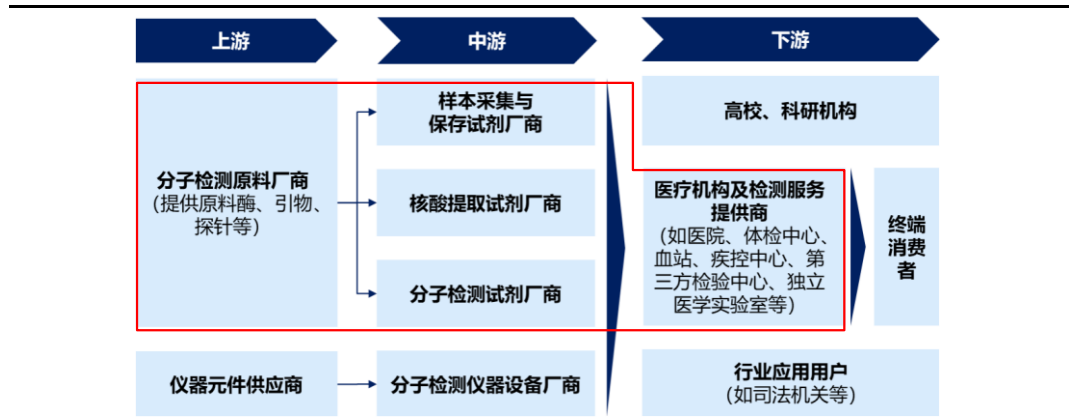 上游
中游
下游
分子检测原料厂商
(提供原料酶、引物、
探针等)
样本采集与
保存试剂厂商
核酸提取试剂厂商
分子检测试剂厂商
高校、科研机构
医疗机构及检测服务
提供商
(如医院、体检中心、
血站、疾控中心、第
三方检验中心、独立
医学实验室等)
终端
消费
者
仪器元件供应商
分子检测仪器设备厂商
行业应用用户
(如司法机关等)